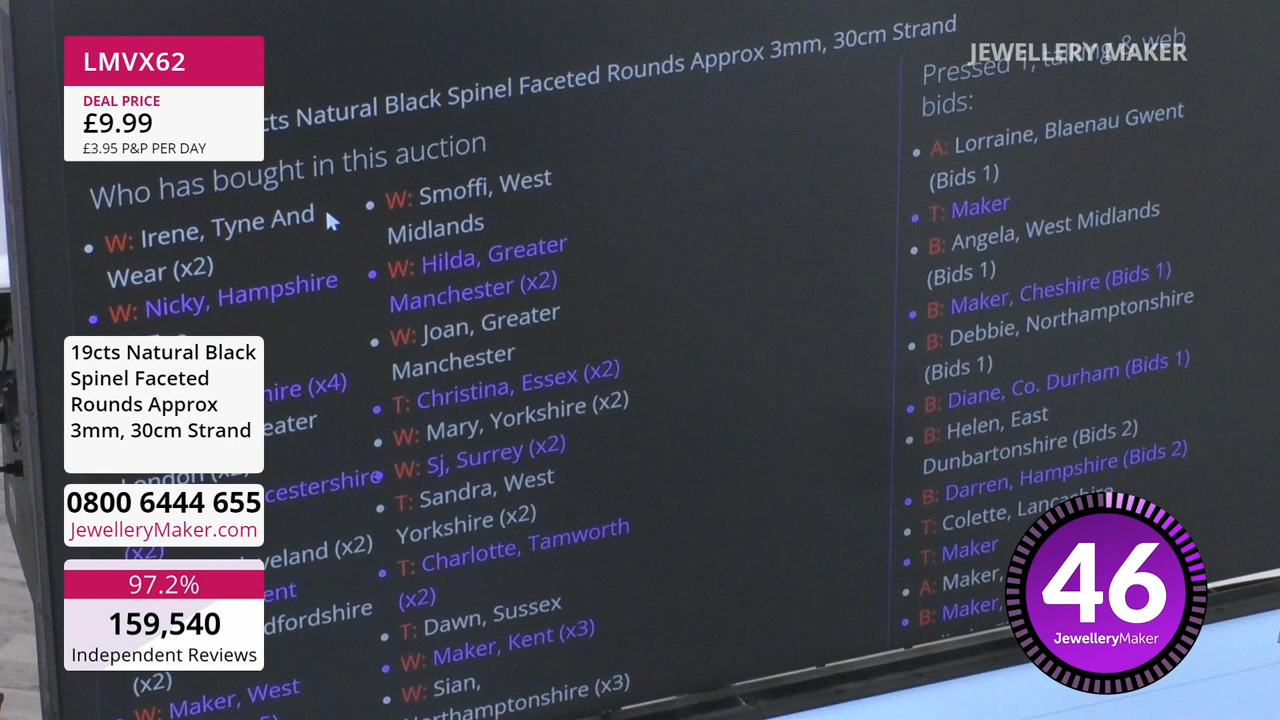 LMVX62
DEAL PRICE
£9.99
£3.95 P&P PER DAY
19cts Natural Black
Spinel Faceted
Rounds Approx
3mm, 30cm Strand
0800 6444 655
JewelleryMaker.com
97.2%
159,540
Independent Reviews
JEWELLERY MAKER
cts Natural Black Spinel Faceted Rounds Approx 3mm, 30cm Strand
Who has bought in this auction
W: Irene, Tyne And
Wear (x2)
W: Nicky, Hampshire
hire (x4)
eater
London (x2)
cestershire
(x2)
eveland (x2)
ent
dfordshire
(x2)
W: Maker, West
W: Smoffi, West
Midlands
W: Hilda, Greater
Manchester (x2)
W: Joan, Greater
Manchester
T: Christina, Essex (x2)
W: Mary, Yorkshire (x2)
W: Sj, Surrey (x2)
T: Sandra, West
Yorkshire (x2)
T: Charlotte, Tamworth
(x2)
T: Dawn, Sussex
W: Maker, Kent (x3)
W: Sian,
Northamptonshire (x3)
Pressed 1, talking & web
bids:
A: Lorraine, Blaenau Gwent
(Bids 1)
T: Maker
B: Angela, West Midlands
(Bids 1)
B: Maker, Cheshire (Bids 1)
B: Debbie, Northamptonshire
(Bids 1)
B: Diane, Co. Durham (Bids 1)
B: Helen, East
Dunbartonshire (Bids 2)
B: Darren, Hampshire (Bids 2)
T: Colette, Lancashire
T: Maker
A: Maker,
B: Maker,
46
JewelleryMaker